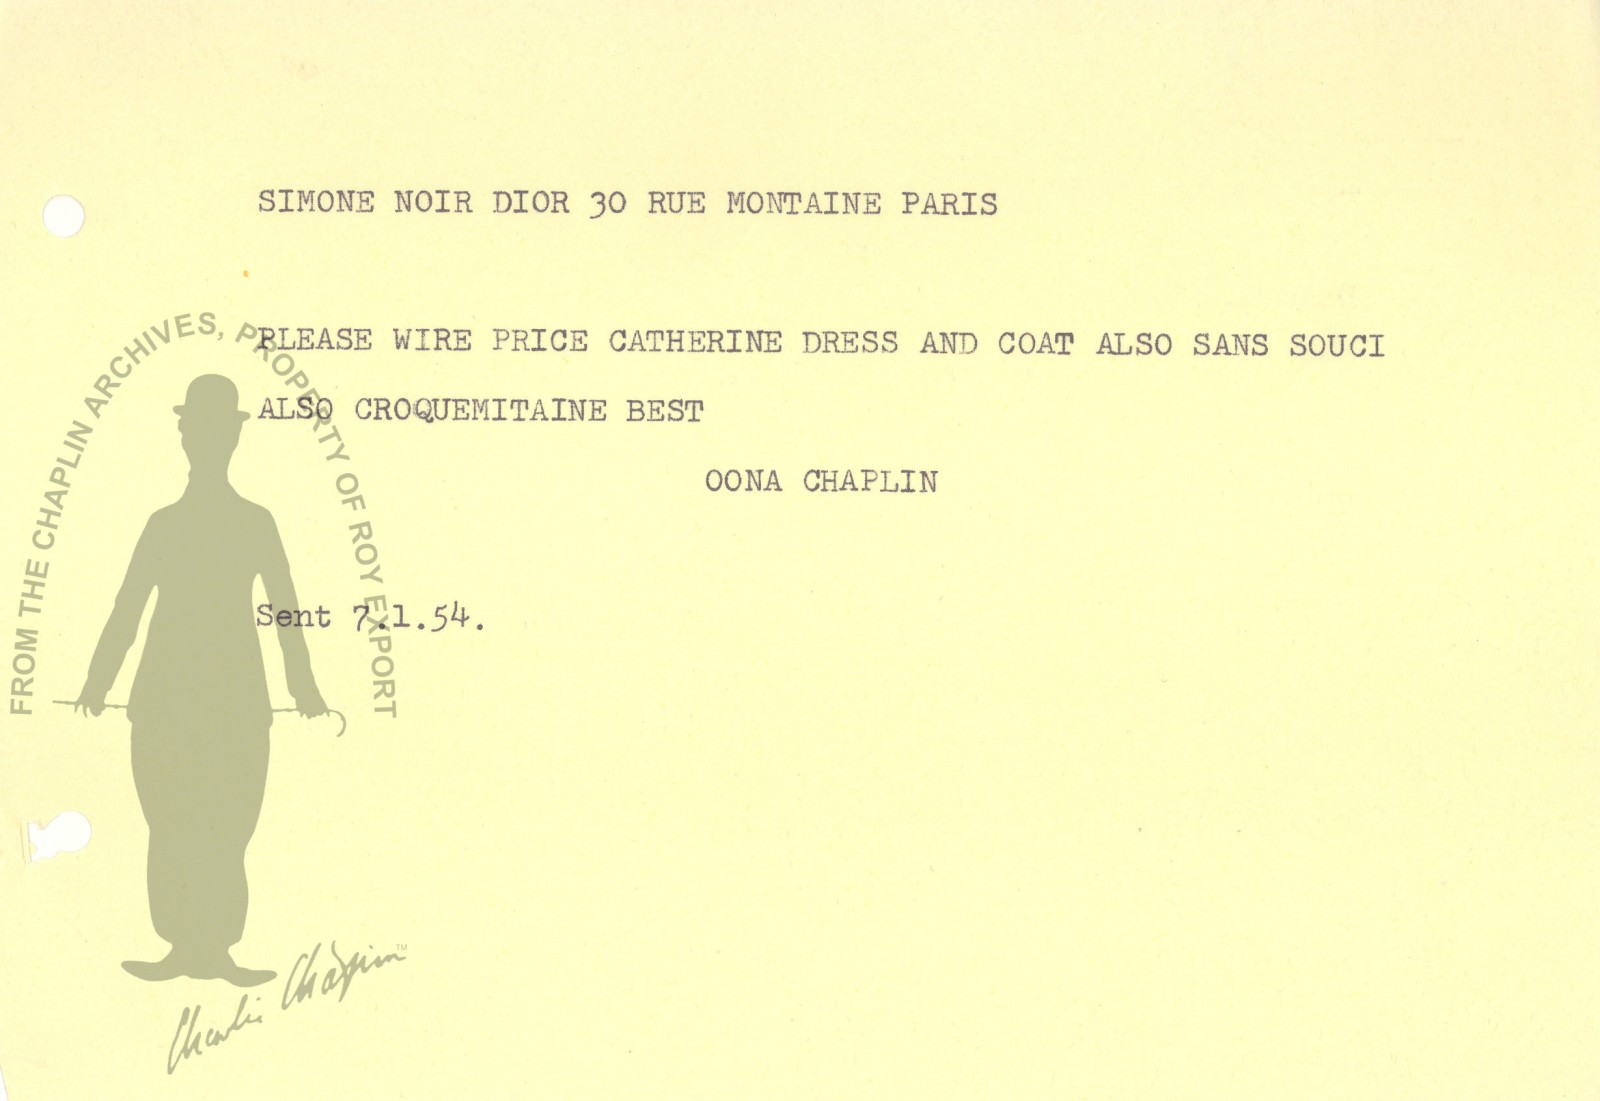 SIMONE NOIR DIOR 30 RUE MONTAINE PARIS
PLEASE WIRE PRICE CATHERINE DRESS AND COAT ALSO SANS SOUCI
ALSO CROQUEMITAINE BEST
OONA CHAPLIN
Sent 7.1.54.
FROM THE CHAPLIN ARCHIVES, PROPERTY OF ROY EXPORT
Charlie Chaplin™